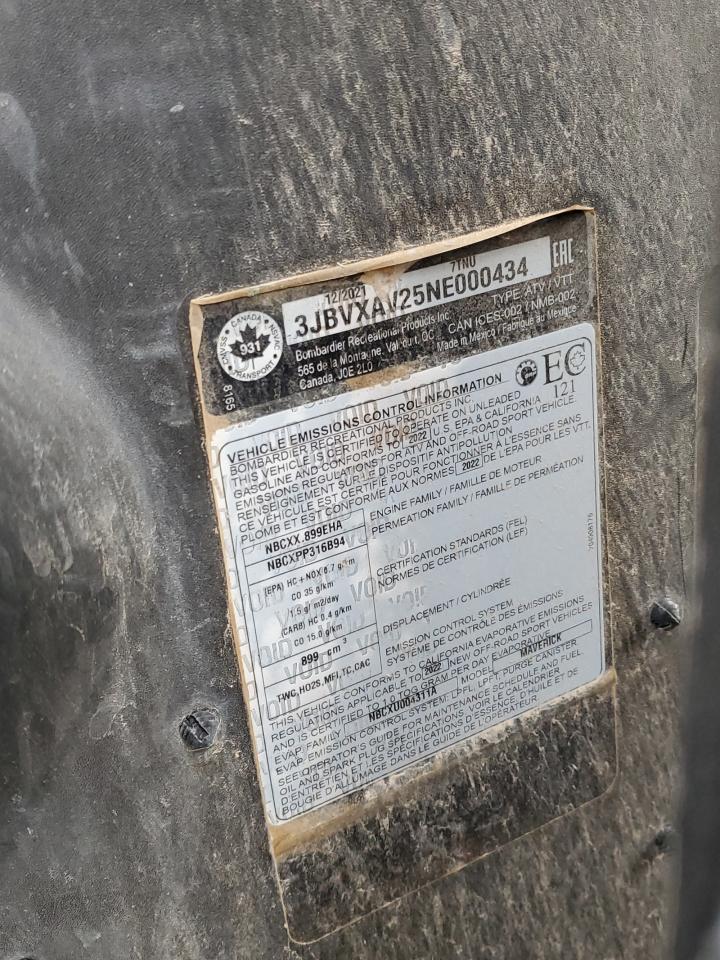 12/2021 7TNU
3JBVXAV25NE000434
EAC
CANADA
931
TRANSPORT
8165
Bombardier Recreational Products Inc. TYPE: ATV / VTT
565 de la Montagne, Valcourt, QC CAN ICES-002 / NMB-002
Canada, J0E 2L0 Made in Mexico / Fabriqué au Mexique
VEHICLE EMISSIONS CONTROL INFORMATION
EC
121
BOMBARDIER RECREATIONAL PRODUCTS INC.
THIS VEHICLE IS CERTIFIED TO OPERATE ON UNLEADED
GASOLINE AND CONFORMS TO 2022 U.S. EPA & CALIFORNIA
EMISSIONS REGULATIONS FOR ATV AND OFF-ROAD SPORT VEHICLE.
RENSEIGNEMENT SUR LE DISPOSITIF ANTIPOLLUTION
CE VÉHICULE EST CERTIFIÉ POUR FONCTIONNER À L'ESSENCE SANS
PLOMB ET EST CONFORME AUX NORMES 2022 DE L'EPA POUR LES VTT.
NBCXX.899EHA ENGINE FAMILY / FAMILLE DE MOTEUR
NBCXPP316B94 PERMEATION FAMILY / FAMILLE DE PERMÉATION
(EPA) HC + NOX 6.7 g/km CERTIFICATION STANDARDS (FEL)
CO 35 g/km NORMES DE CERTIFICATION (LEF)
1.5 g/ m2/day
(CARB) HC 0.4 g/km
CO 15.0 g/km
899 cm³ DISPLACEMENT / CYLINDRÉE
TWC,HO2S,MFI,TC,CAC EMISSION CONTROL SYSTEM
SYSTÈME DE CONTRÔLE DES ÉMISSIONS
THIS VEHICLE CONFORMS TO CALIFORNIA EVAPORATIVE EMISSIONS
REGULATIONS APPLICABLE TO 2022 NEW OFF-ROAD SPORT VEHICLES
AND IS CERTIFIED TO 1.0 TOG GRAM PER DAY EVAPORATIVE.
EVAP. FAMILY NBCXU004311A MODEL MAVERICK
EVAP. EMISSION CONTROL SYSTEM: LPFL, LPFT, PURGE CANISTER
SEE OPERATOR'S GUIDE FOR MAINTENANCE SCHEDULE AND FUEL,
OIL AND SPARK PLUG SPECIFICATIONS. VOIR LE CALENDRIER
D'ENTRETIEN ET LES SPÉCIFICATIONS D'ESSENCE, D'HUILE ET DE
BOUGIE D'ALLUMAGE DANS LE GUIDE DE L'OPÉRATEUR.
VOID